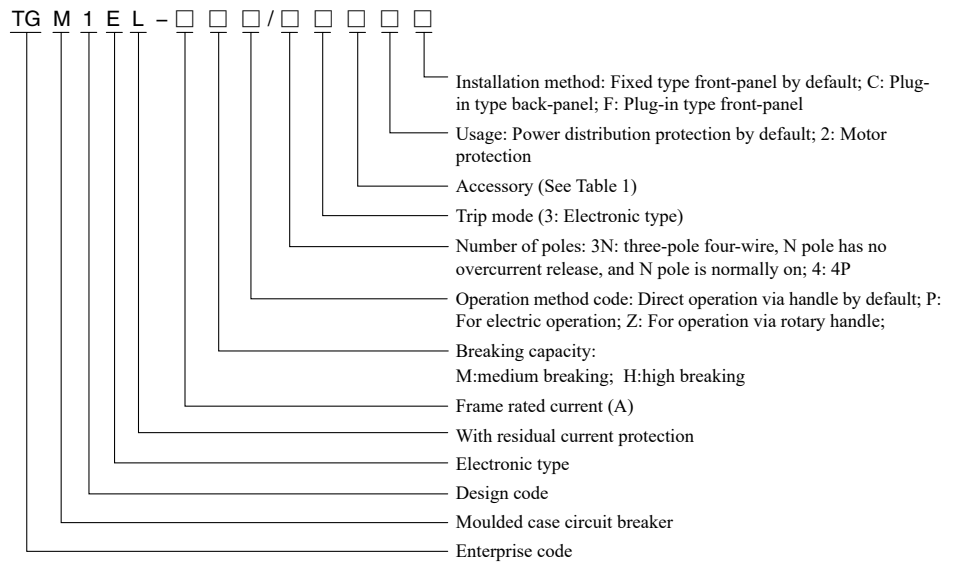 TG M 1 E L – □ □ □ / □ □ □ □ □
Installation method: Fixed type front-panel by default; C: Plug-
in type back-panel; F: Plug-in type front-panel
Usage: Power distribution protection by default; 2: Motor
protection
Accessory (See Table 1)
Trip mode (3: Electronic type)
Number of poles: 3N: three-pole four-wire, N pole has no
overcurrent release, and N pole is normally on; 4: 4P
Operation method code: Direct operation via handle by default; P:
For electric operation; Z: For operation via rotary handle;
Breaking capacity:
M:medium breaking; H:high breaking
Frame rated current (A)
With residual current protection
Electronic type
Design code
Moulded case circuit breaker
Enterprise code